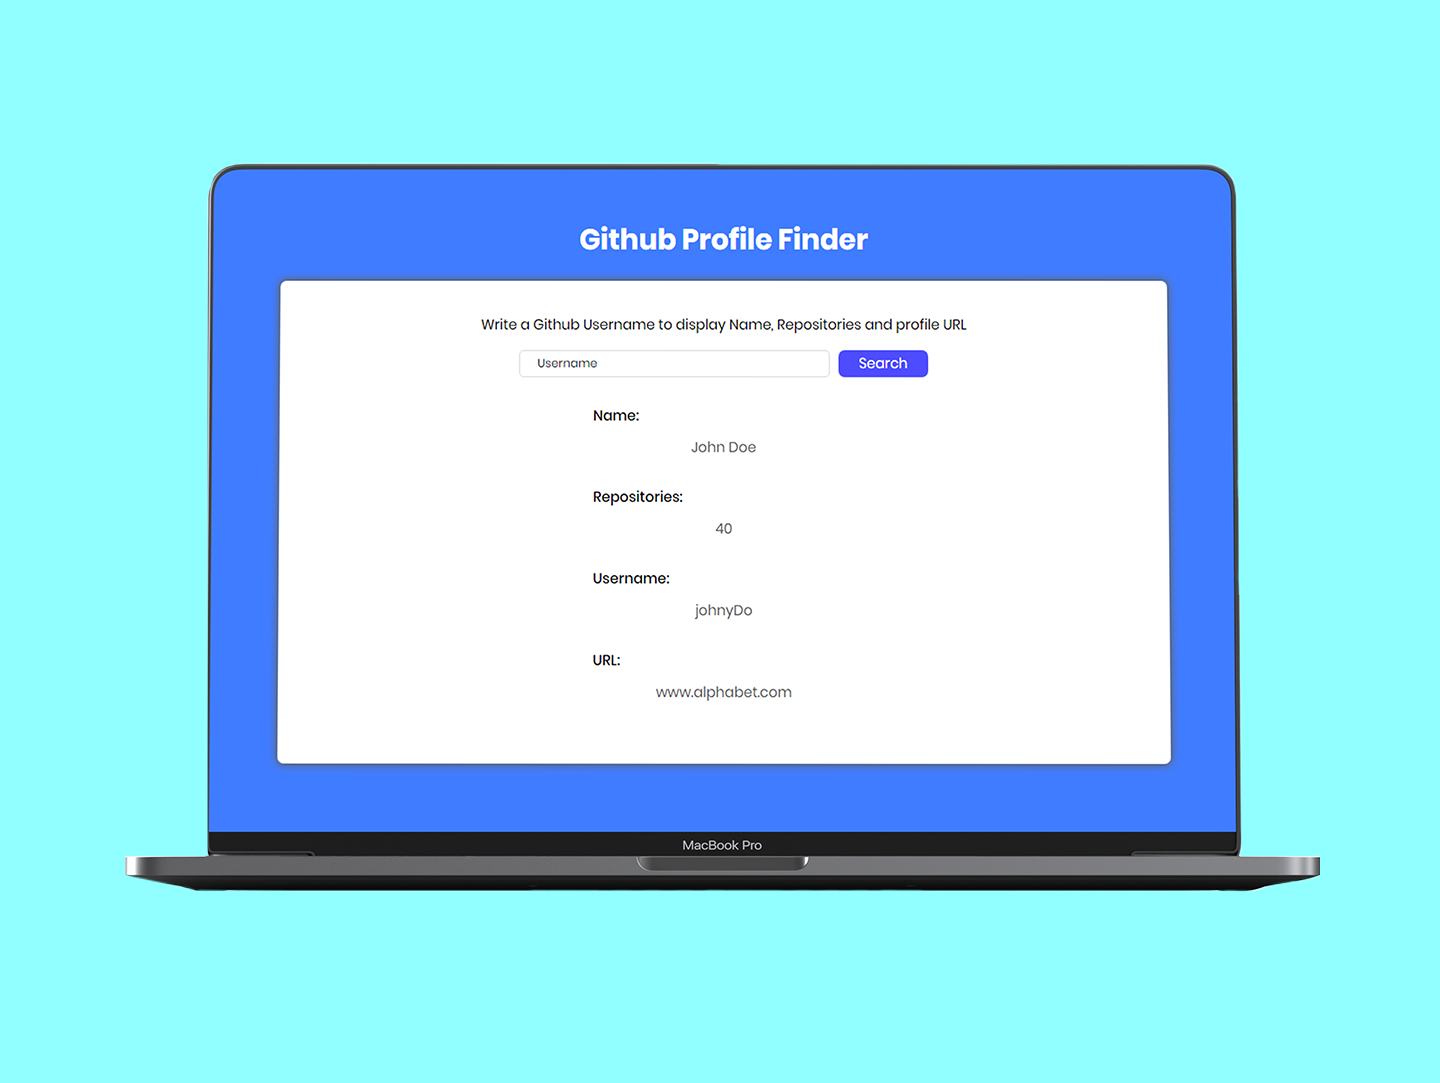 Github Profile Finder
Write a Github Username to display Name, Repositories and profile URL
Username
Search
Name:
John Doe
Repositories:
40
Username:
johnyDo
URL:
www.alphabet.com
MacBook Pro